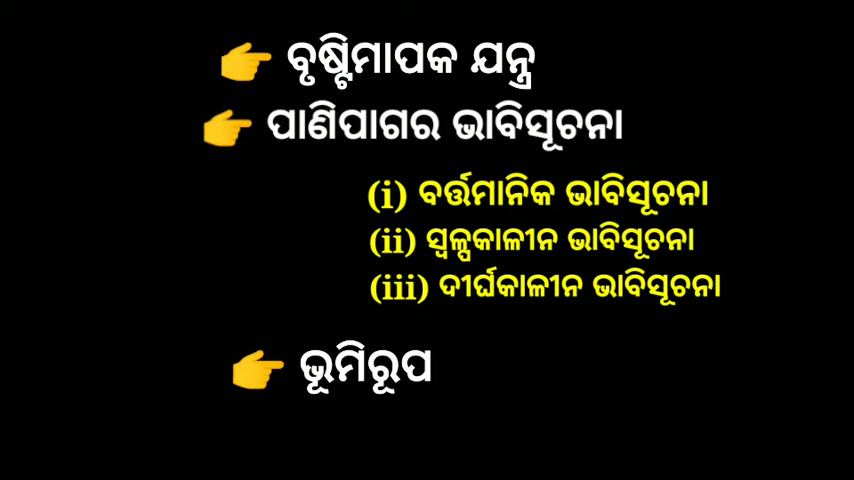 👉 ବୃଷ୍ଟିମାପକ ଯନ୍ତ୍ର
👉 ପାଣିପାଗର ଭାବିସୂଚନା
(i) ବର୍ତ୍ତମାନିକ ଭାବିସୂଚନା
(ii) ସ୍ୱଳ୍ପକାଳୀନ ଭାବିସୂଚନା
(iii) ଦୀର୍ଘକାଳୀନ ଭାବିସୂଚନା
👉 ଭୂମିରୂପ